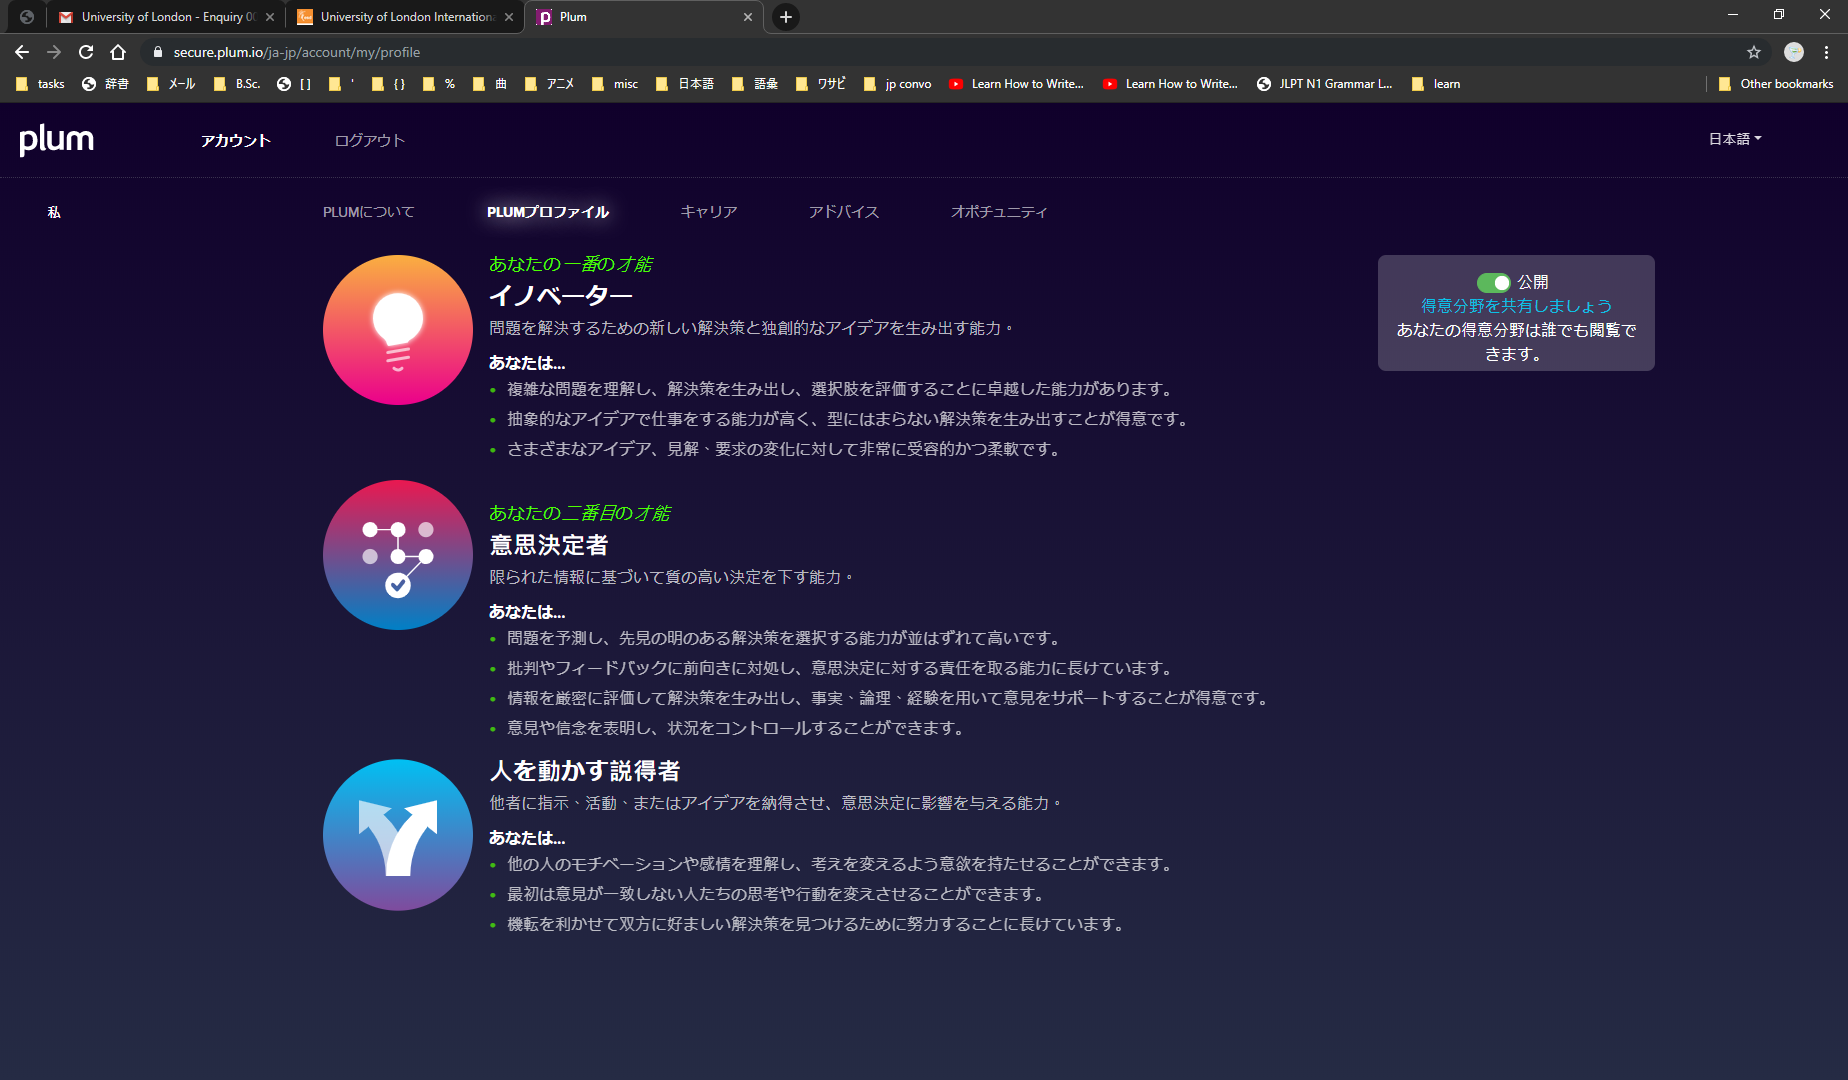 University of London - Enquiry 00
University of London Internationa
Plum
secure.plum.io/ja-jp/account/my/profile
tasks 辞書 メール B.Sc. [ ] ' { } % 曲 アニメ misc 日本語 語彙 ワサビ jp convo Learn How to Write... Learn How to Write... JLPT N1 Grammar L... learn Other bookmarks
plum アカウント ログアウト 日本語
私 PLUMについて PLUMプロファイル キャリア アドバイス オポチュニティ
あなたの一番の才能
イノベーター
問題を解決するための新しい解決策と独創的なアイデアを生み出す能力。
あなたは...
• 複雑な問題を理解し、解決策を生み出し、選択肢を評価することに卓越した能力があります。
• 抽象的なアイデアで仕事をする能力が高く、型にはまらない解決策を生み出すことが得意です。
• さまざまなアイデア、見解、要求の変化に対して非常に受容的かつ柔軟です。
公開
得意分野を共有しましょう
あなたの得意分野は誰でも閲覧で
きます。
あなたの二番目の才能
意思決定者
限られた情報に基づいて質の高い決定を下す能力。
あなたは...
• 問題を予測し、先見の明のある解決策を選択する能力が並はずれて高いです。
• 批判やフィードバックに前向きに対処し、意思決定に対する責任を取る能力に長けています。
• 情報を厳密に評価して解決策を生み出し、事実、論理、経験を用いて意見をサポートすることが得意です。
• 意見や信念を表明し、状況をコントロールすることができます。
人を動かす説得者
他者に指示、活動、またはアイデアを納得させ、意思決定に影響を与える能力。
あなたは...
• 他の人のモチベーションや感情を理解し、考えを変えるよう意欲を持たせることができます。
• 最初は意見が一致しない人たちの思考や行動を変えさせることができます。
• 機転を利かせて双方に好ましい解決策を見つけるために努力することに長けています。